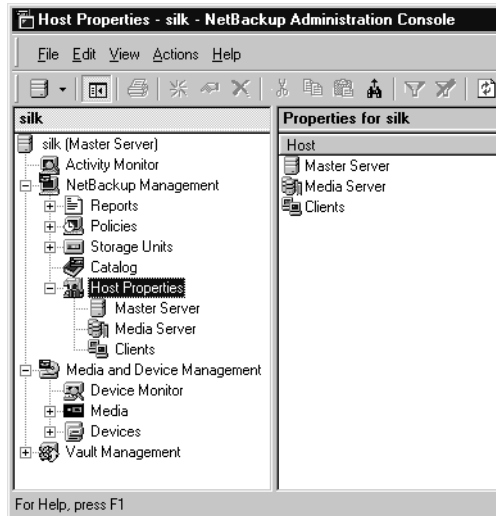 Host Properties - silk - NetBackup Administration Console
File Edit View Actions Help
silk
silk (Master Server)
Activity Monitor
NetBackup Management
Reports
Policies
Storage Units
Catalog
Host Properties
Master Server
Media Server
Clients
Media and Device Management
Device Monitor
Media
Devices
Vault Management
Properties for silk
Host
Master Server
Media Server
Clients
For Help, press F1